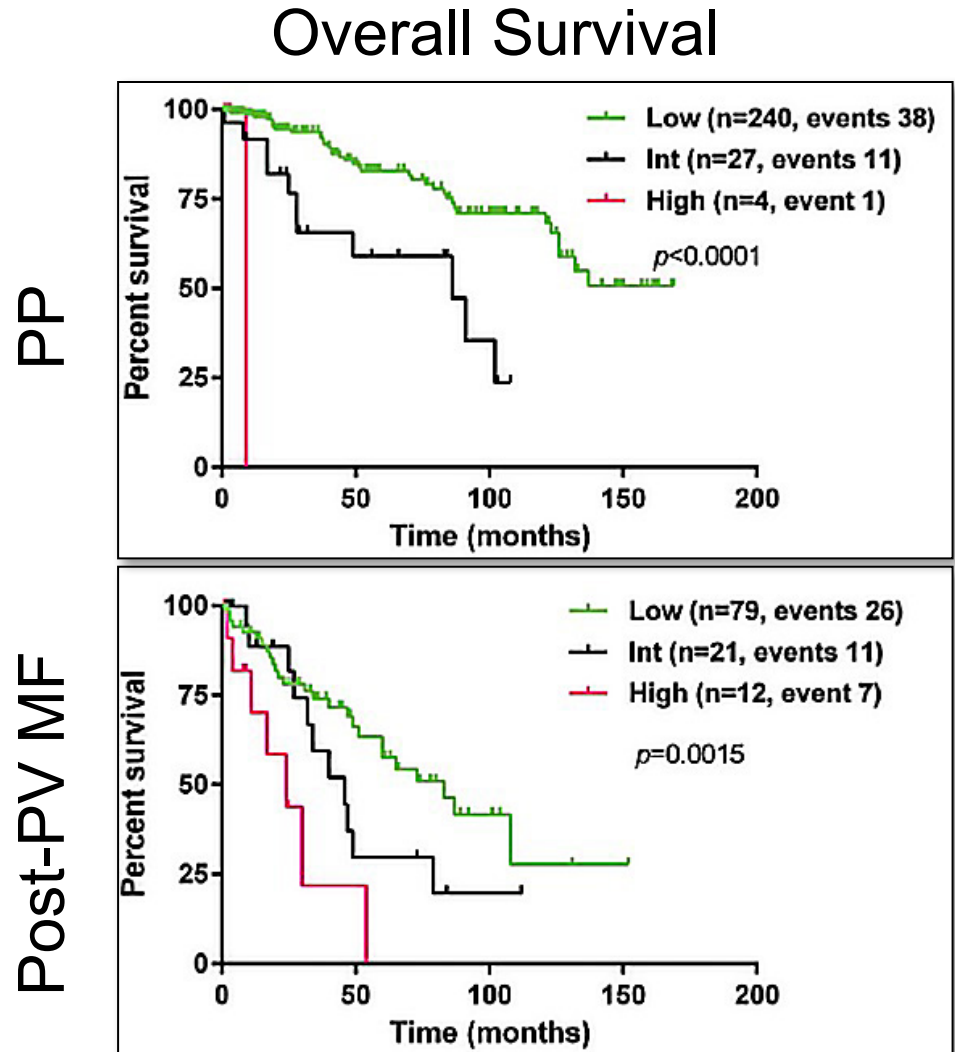 Overall Survival
PP
Percent survival
100
75
50
25
0
Low (n=240, events 38)
Int (n=27, events 11)
High (n=4, event 1)
p<0.0001
0 50 100 150 200
Time (months)
Post-PV MF
Percent survival
100
75
50
25
0
Low (n=79, events 26)
Int (n=21, events 11)
High (n=12, event 7)
p=0.0015
0 50 100 150 200
Time (months)